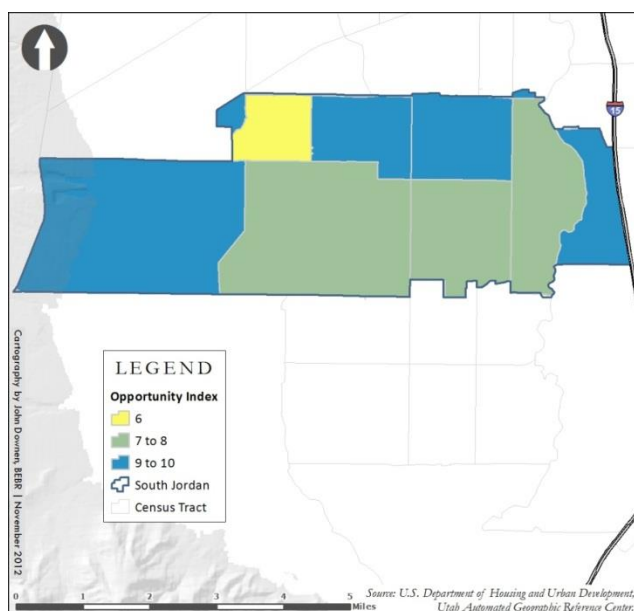 15
LEGEND
Opportunity Index
6
7 to 8
9 to 10
South Jordan
Census Tract
Cartography by John Downen, BEBR | November 2012
0 1 2 3 4 5
Miles
Source: U.S. Department of Housing and Urban Development,
Utah Automated Geographic Reference Center.